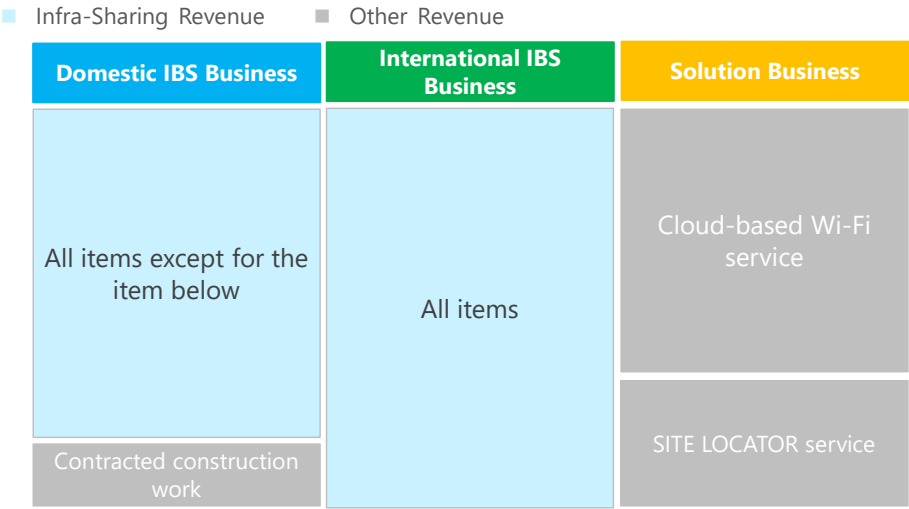 Infra-Sharing Revenue
Other Revenue
Domestic IBS Business
International IBS
Business
Solution Business
All items except for the
item below
Contracted construction
work
All items
Cloud-based Wi-Fi
service
SITE LOCATOR service